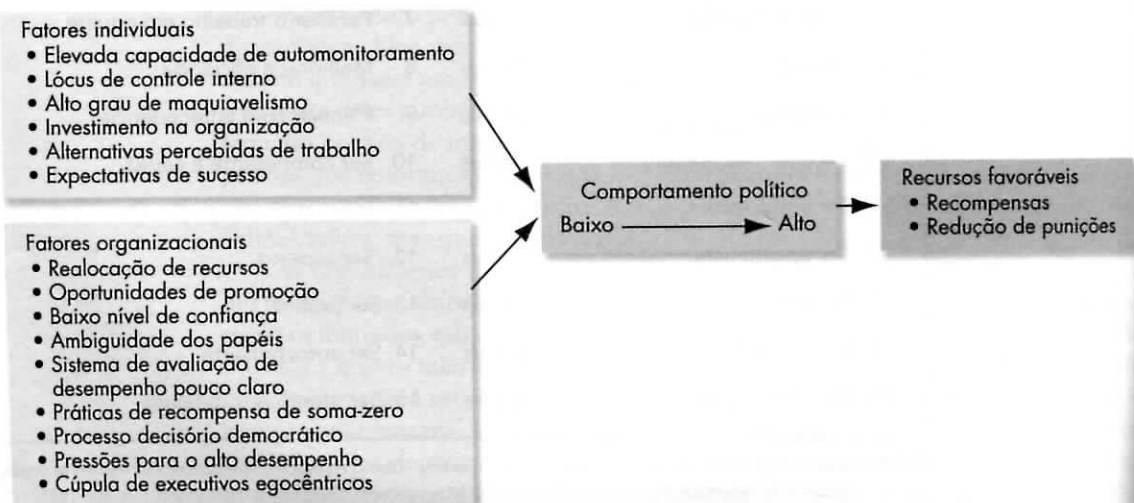 Fatores individuais
• Elevada capacidade de automonitoramento
• Lócus de controle interno
• Alto grau de maquiavelismo
• Investimento na organização
• Alternativas percebidas de trabalho
• Expectativas de sucesso
Fatores organizacionais
• Realocação de recursos
• Oportunidades de promoção
• Baixo nível de confiança
• Ambiguidade dos papéis
• Sistema de avaliação de
desempenho pouco claro
• Práticas de recompensa de soma-zero
• Processo decisório democrático
• Pressões para o alto desempenho
• Cúpula de executivos egocêntricos
Comportamento político
Baixo Alto
Recursos favoráveis
• Recompensas
• Redução de punições